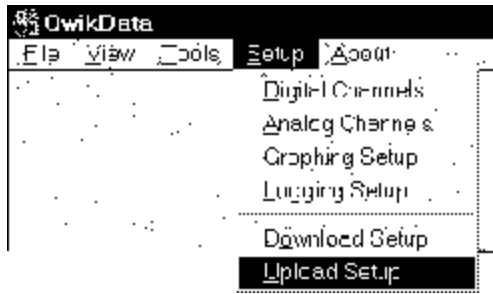 QwikData
File View Tools Setup About
Digital Channels
Analog Channels
Graphing Setup
Logging Setup
Download Setup
Upload Setup